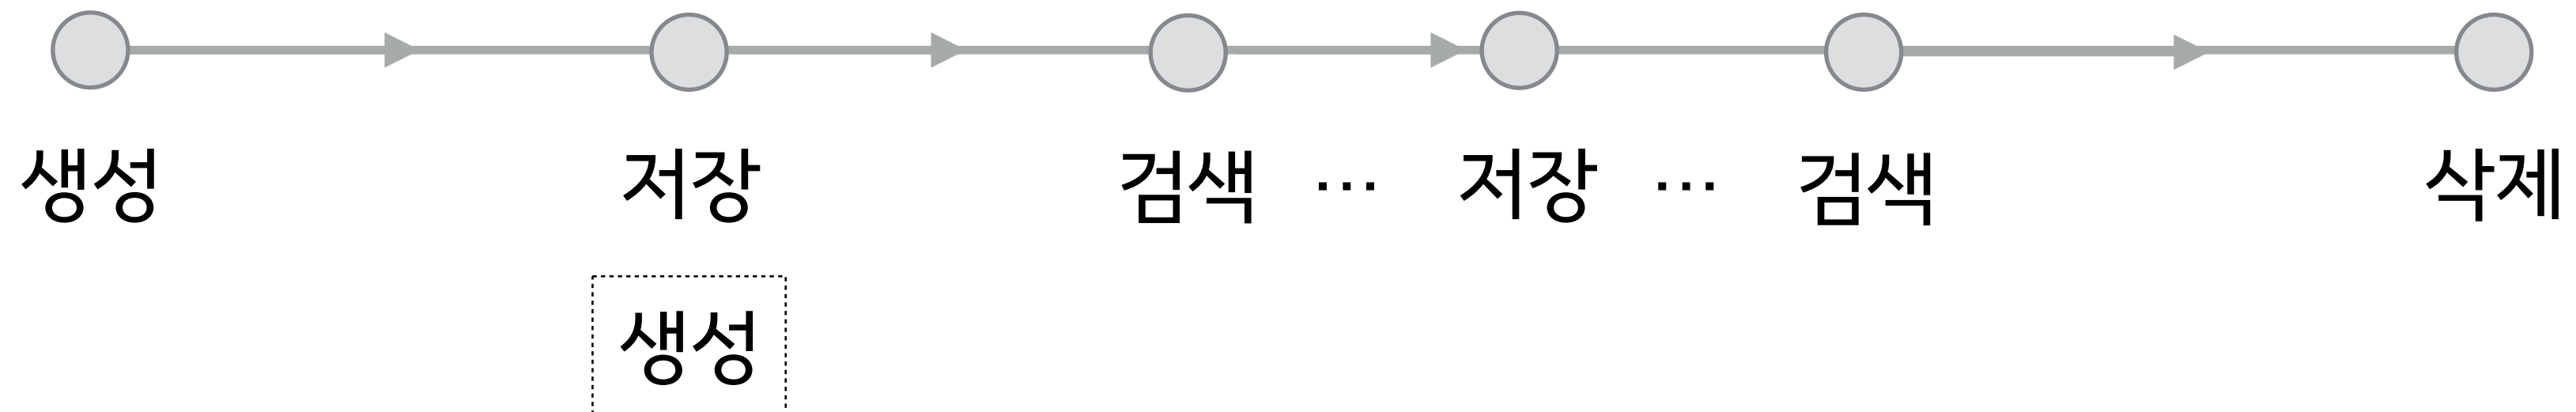 생성 저장 검색 ··· 저장 ··· 검색 삭제
생성